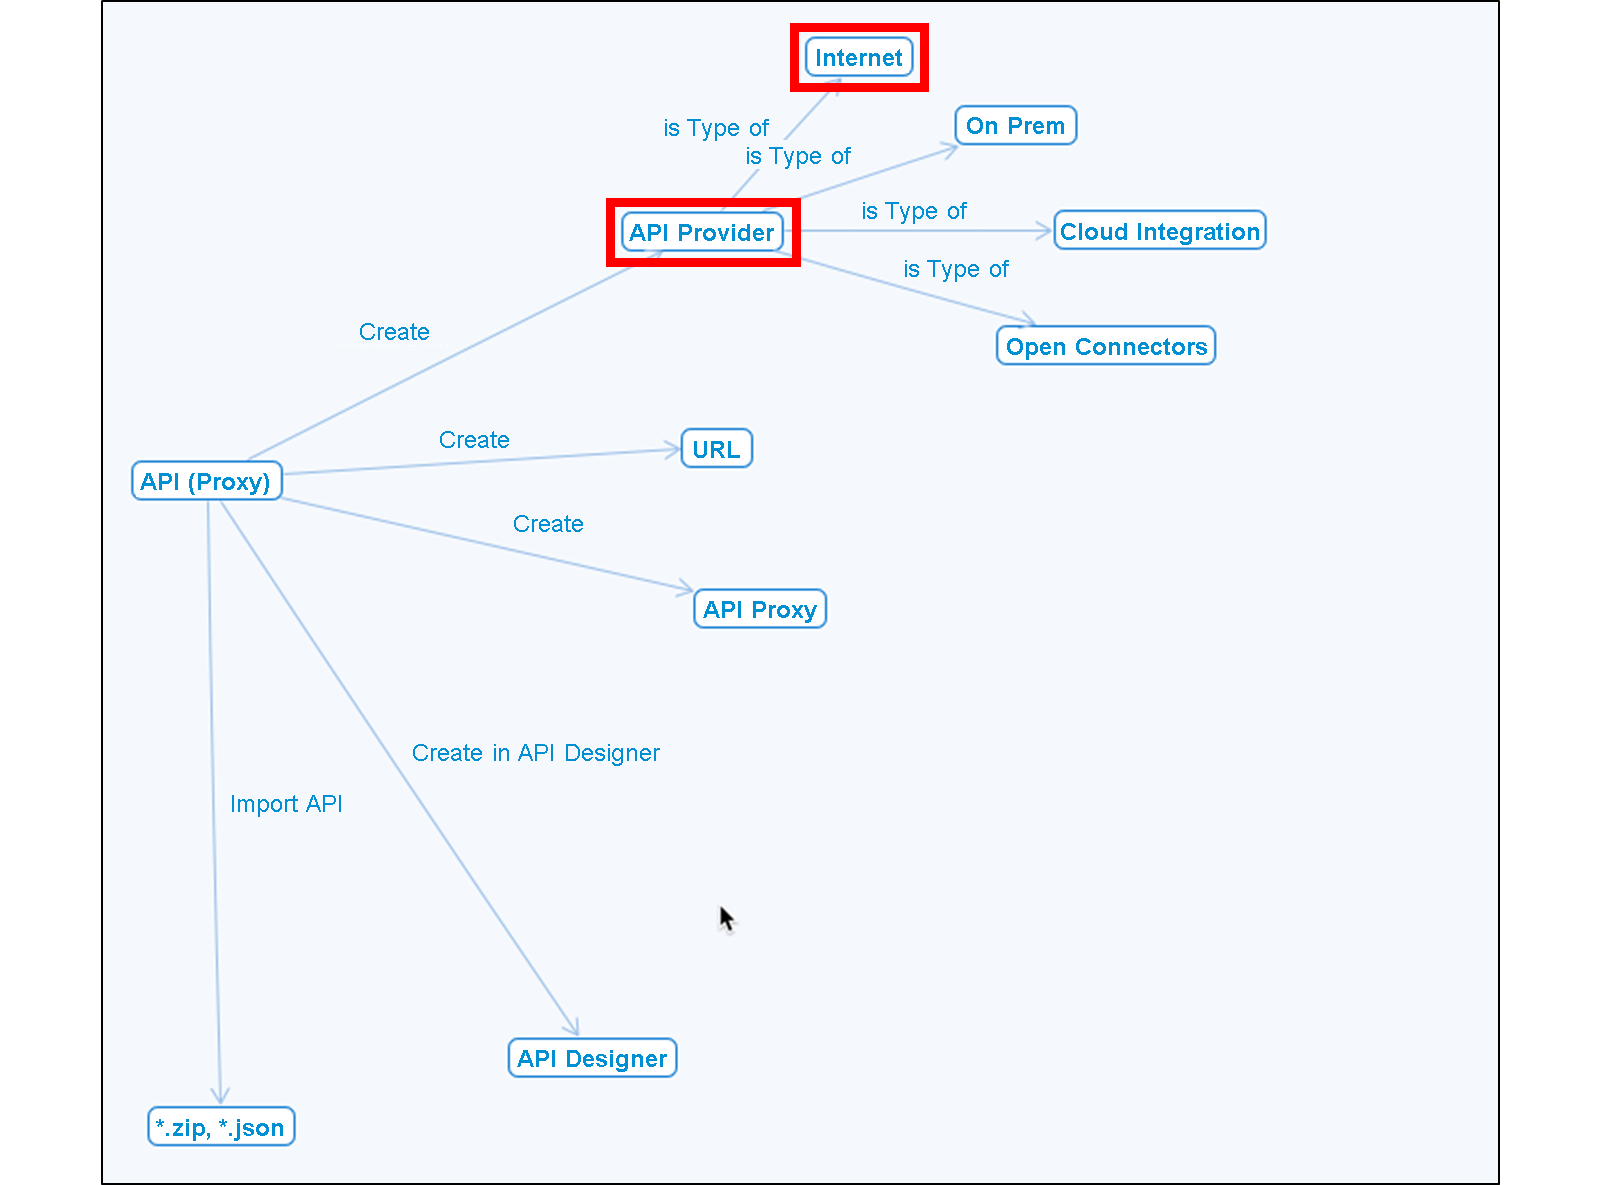 Internet
On Prem
is Type of
is Type of
API Provider
is Type of
Cloud Integration
is Type of
Create
Open Connectors
Create
URL
API (Proxy)
Create
API Proxy
Create in API Designer
Import API
API Designer
*.zip, *.json